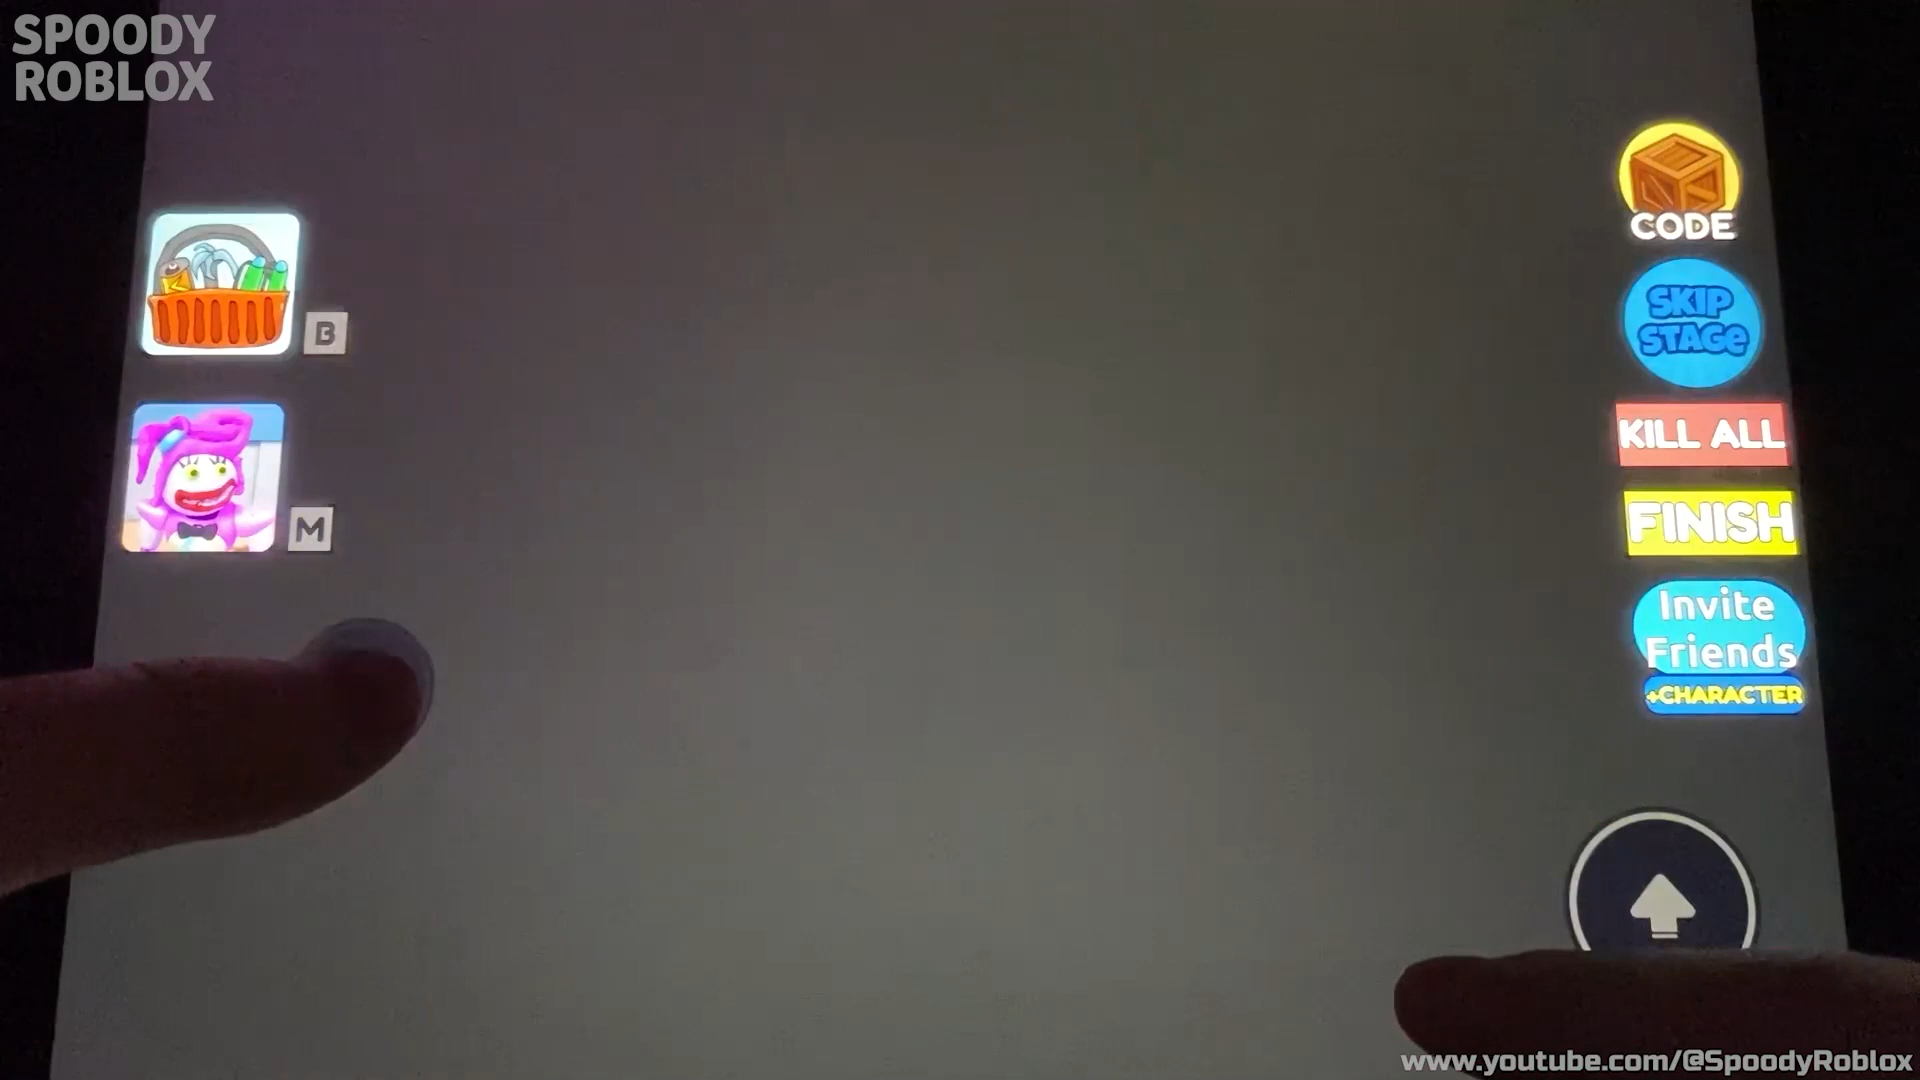 SPOODY
ROBLOX
CODE
SKIP
STAGE
B
KILL ALL
M
FINISH
Invite
Friends
+CHARACTER
www.youtube.com/@SpoodyRoblox